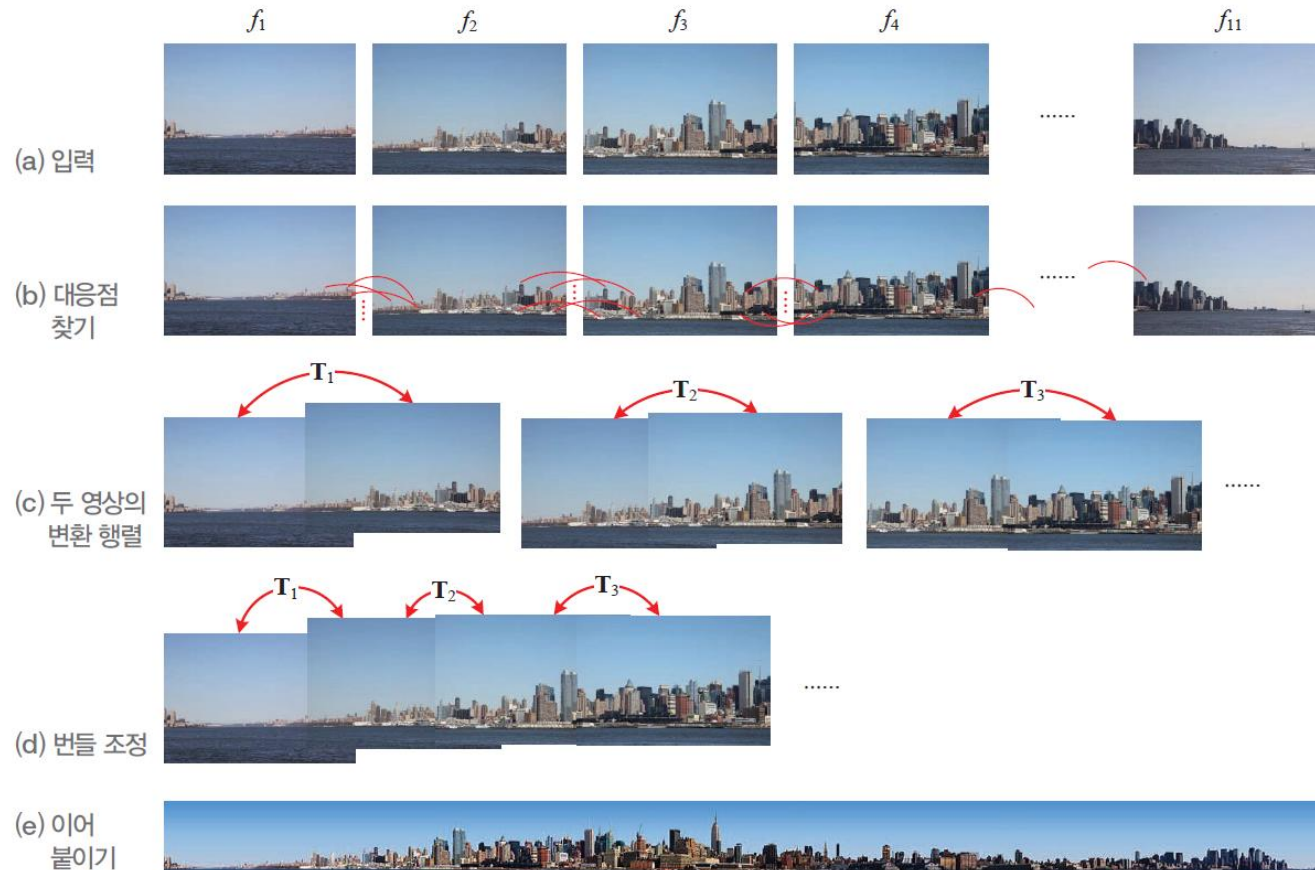 f₁ f₂ f₃ f₄ f₁₁
(a) 입력
......
(b) 대응점
찾기
......
T₁ T₂ T₃
(c) 두 영상의
변환 행렬
......
T₁ T₂ T₃
(d) 번들 조정
......
(e) 이어
붙이기